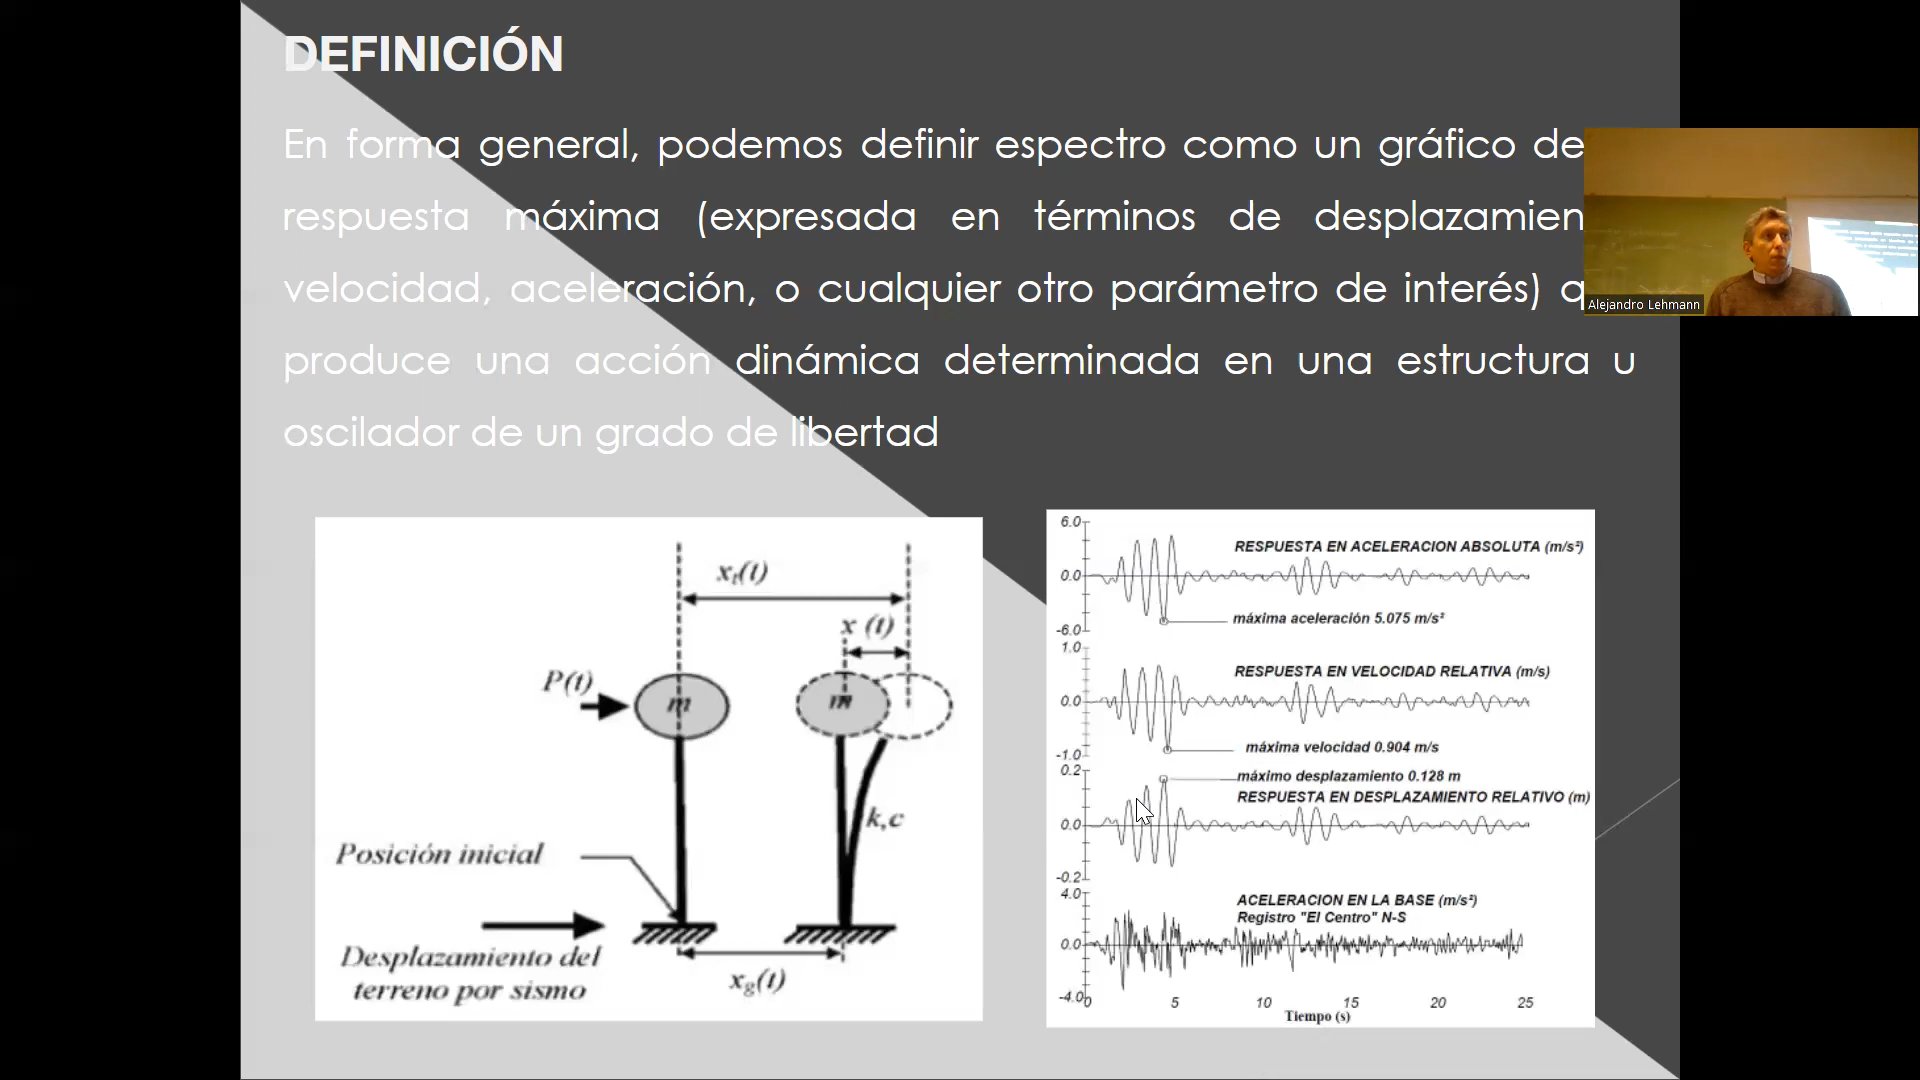 DEFINICIÓN
En forma general, podemos definir espectro como un gráfico de
respuesta máxima (expresada en términos de
velocidad, aceleración, o cualquier otro parámetro de interés)
produce una acción dinámica determinada en una estructura u
oscilador de un grado de libertad
Alejandro Lehmann
xt(t)
x (t)
P(t)
m
m
k,c
Posición inicial
Desplazamiento del
terreno por sismo
xg(t)
6.0
RESPUESTA EN ACELERACION ABSOLUTA (m/s²)
0.0
máxima aceleración 5.075 m/s²
-6.0
1.0
RESPUESTA EN VELOCIDAD RELATIVA (m/s)
0.0
máxima velocidad 0.904 m/s
-1.0
0.2
máximo desplazamiento 0.128 m
RESPUESTA EN DESPLAZAMIENTO RELATIVO (m)
0.0
-0.2
4.0
ACELERACION EN LA BASE (m/s²)
Registro "El Centro" N-S
0.0
-4.0
0 5 10 15 20 25
Tiempo (s)